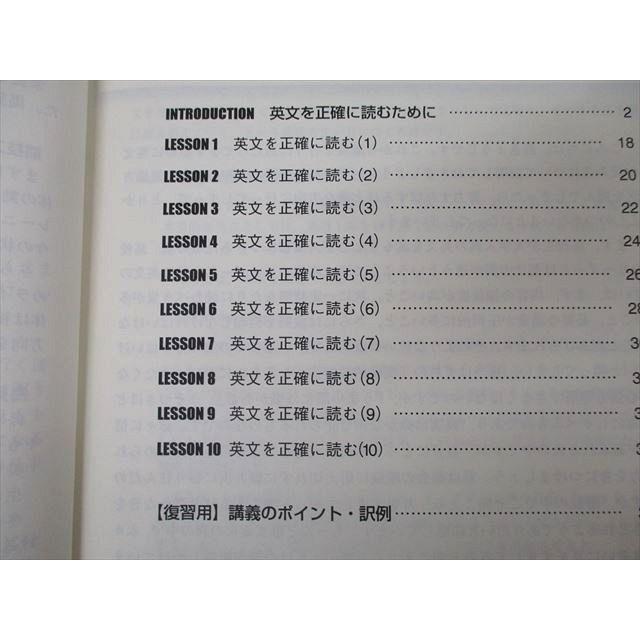 INTRODUCTION 英文を正確に読むために ………… 2
LESSON 1 英文を正確に読む(1) ………… 18
LESSON 2 英文を正確に読む(2) ………… 20
LESSON 3 英文を正確に読む(3) ………… 22
LESSON 4 英文を正確に読む(4) ………… 24
LESSON 5 英文を正確に読む(5) ………… 26
LESSON 6 英文を正確に読む(6) ………… 28
LESSON 7 英文を正確に読む(7) …………
LESSON 8 英文を正確に読む(8) …………
LESSON 9 英文を正確に読む(9) …………
LESSON 10 英文を正確に読む(10) …………
【復習用】講義のポイント・訳例 …………